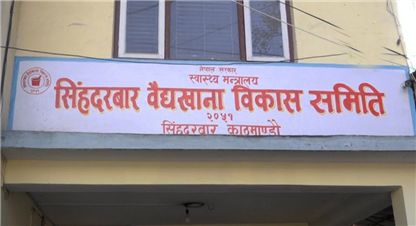 नेपाल सरकार
स्वास्थ्य मन्त्रालय
सिंहदरबार वैद्यखाना विकास समिति
२०५१
सिंहदरबार, काठमाण्डौ